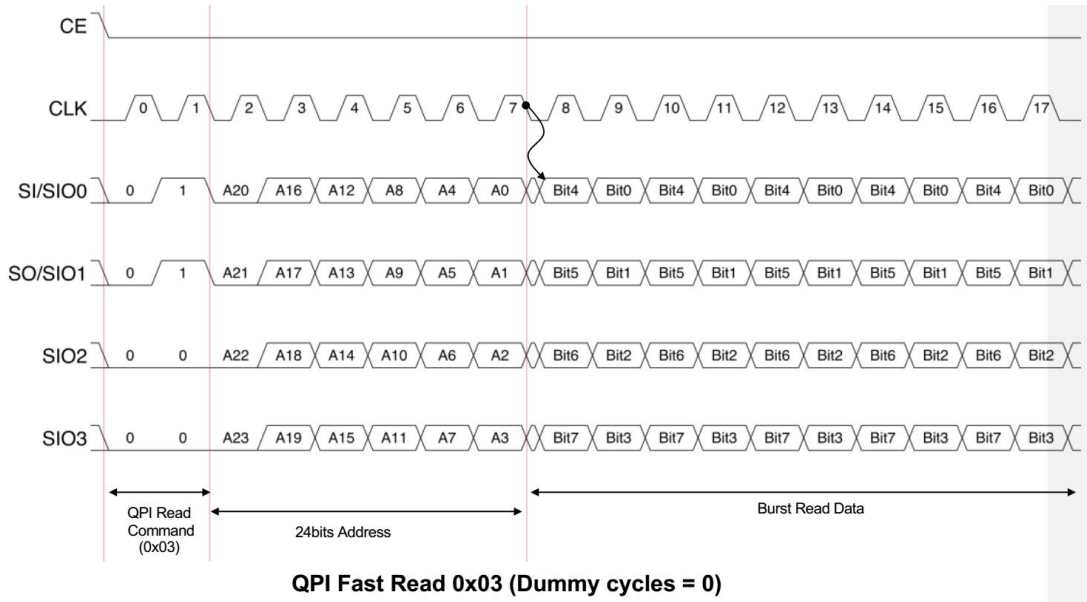 CE
CLK 0 1 2 3 4 5 6 7 8 9 10 11 12 13 14 15 16 17
SI/SIO0 0 1 A20 A16 A12 A8 A4 A0 Bit4 Bit0 Bit4 Bit0 Bit4 Bit0 Bit4 Bit0 Bit4 Bit0
SO/SIO1 0 1 A21 A17 A13 A9 A5 A1 Bit5 Bit1 Bit5 Bit1 Bit5 Bit1 Bit5 Bit1 Bit5 Bit1
SIO2 0 0 A22 A18 A14 A10 A6 A2 Bit6 Bit2 Bit6 Bit2 Bit6 Bit2 Bit6 Bit2 Bit6 Bit2
SIO3 0 0 A23 A19 A15 A11 A7 A3 Bit7 Bit3 Bit7 Bit3 Bit7 Bit3 Bit7 Bit3 Bit7 Bit3
QPI Read
Command
(0x03)
24bits Address
Burst Read Data
QPI Fast Read 0x03 (Dummy cycles = 0)